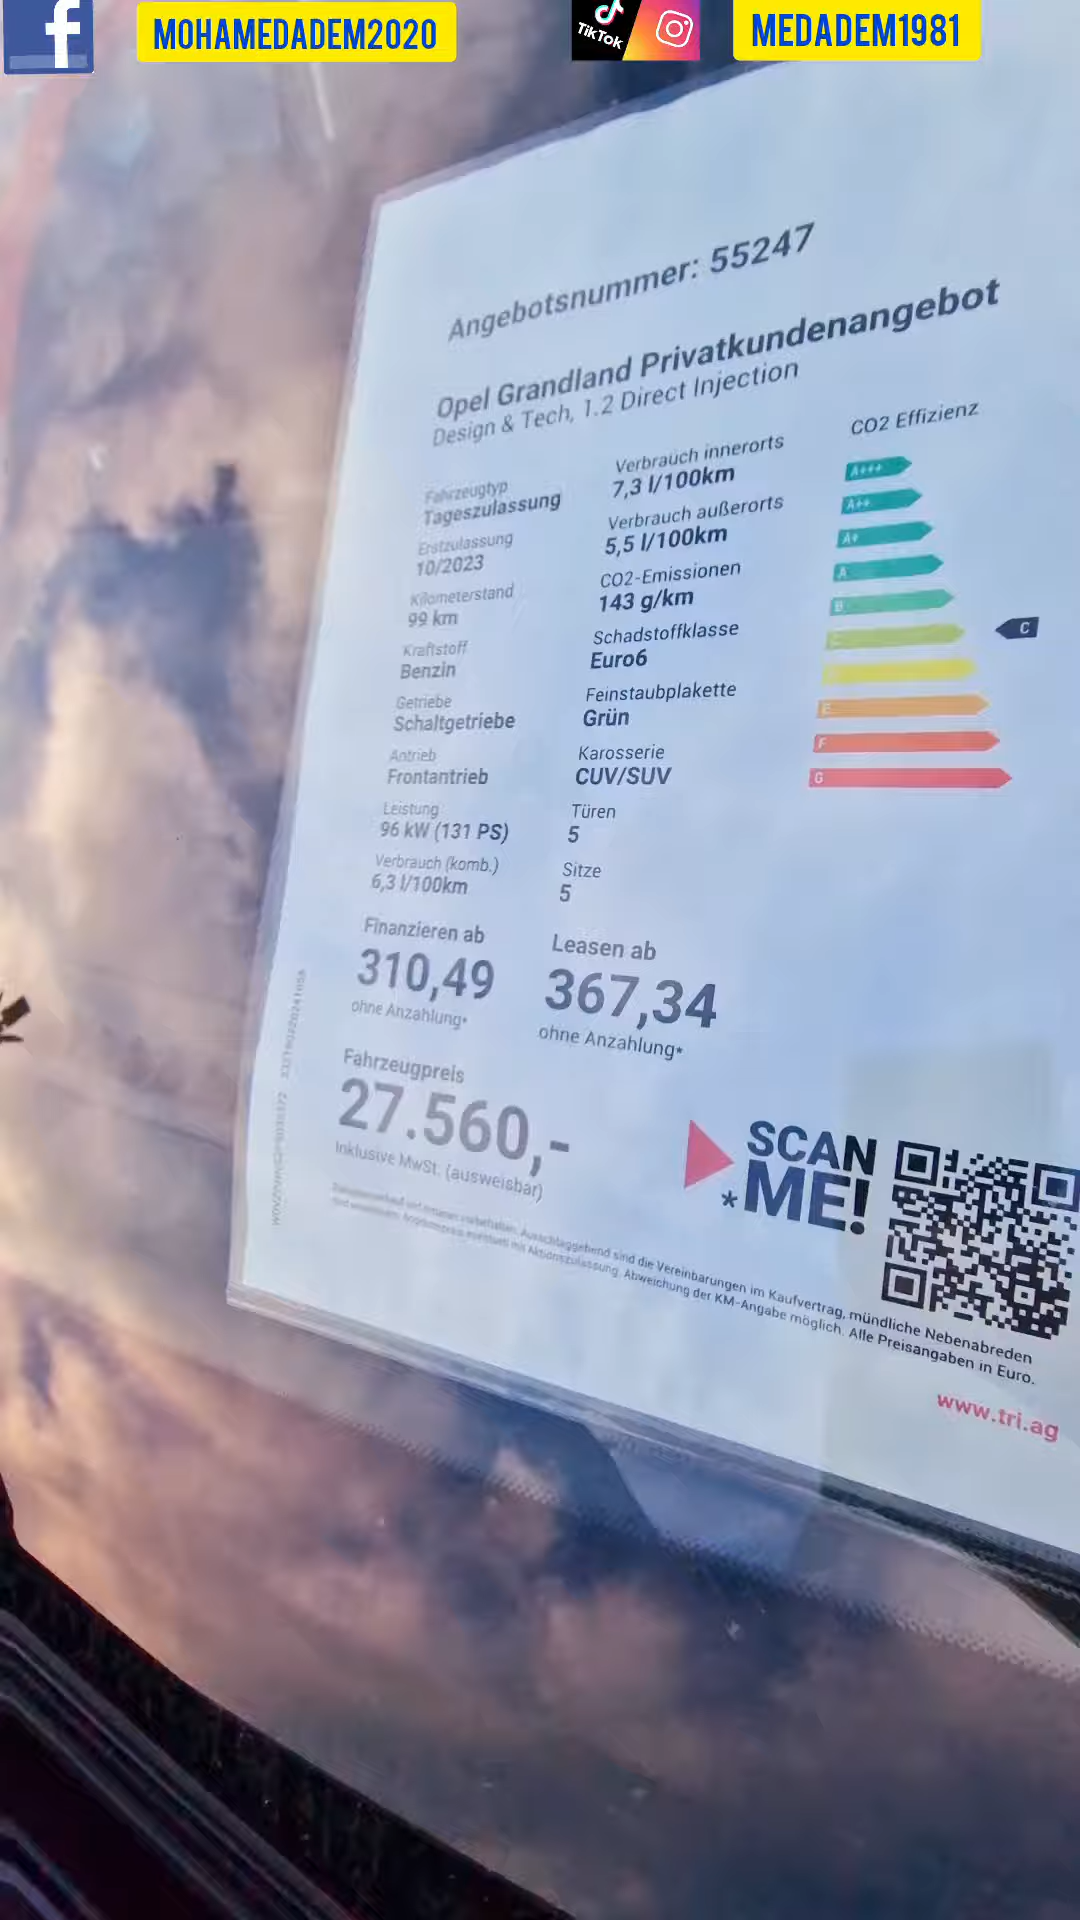 MOHAMEDADEM2020
TikTok
MEDADEM1981
Angebotsnummer: 55247
Opel Grandland Privatkundenangebot
Design & Tech, 1.2 Direct Injection
Fahrzeugtyp
Tageszulassung
Erstzulassung
10/2023
Kilometerstand
99 km
Kraftstoff
Benzin
Getriebe
Schaltgetriebe
Antrieb
Frontantrieb
Leistung
96 kW (131 PS)
Verbrauch (komb.)
6,3 l/100km
Verbrauch innerorts
7,3 l/100km
Verbrauch außerorts
5,5 l/100km
CO2-Emissionen
143 g/km
Schadstoffklasse
Euro6
Feinstaubplakette
Grün
Karosserie
CUV/SUV
Türen
5
Sitze
5
CO2 Effizienz
A+++
A++
A+
A
B
C
E
F
G
Finanzieren ab
310,49
ohne Anzahlung*
Leasen ab
367,34
ohne Anzahlung*
Fahrzeugpreis
27.560,-
Inklusive MwSt. (ausweisbar)
SCAN
*ME!
Ausschlaggebend sind die Vereinbarungen im Kaufvertrag, mündliche Nebenabreden
eventuell mit Aktionszulassung. Abweichung der KM-Angabe möglich. Alle Preisangaben in Euro.
www.tri.ag